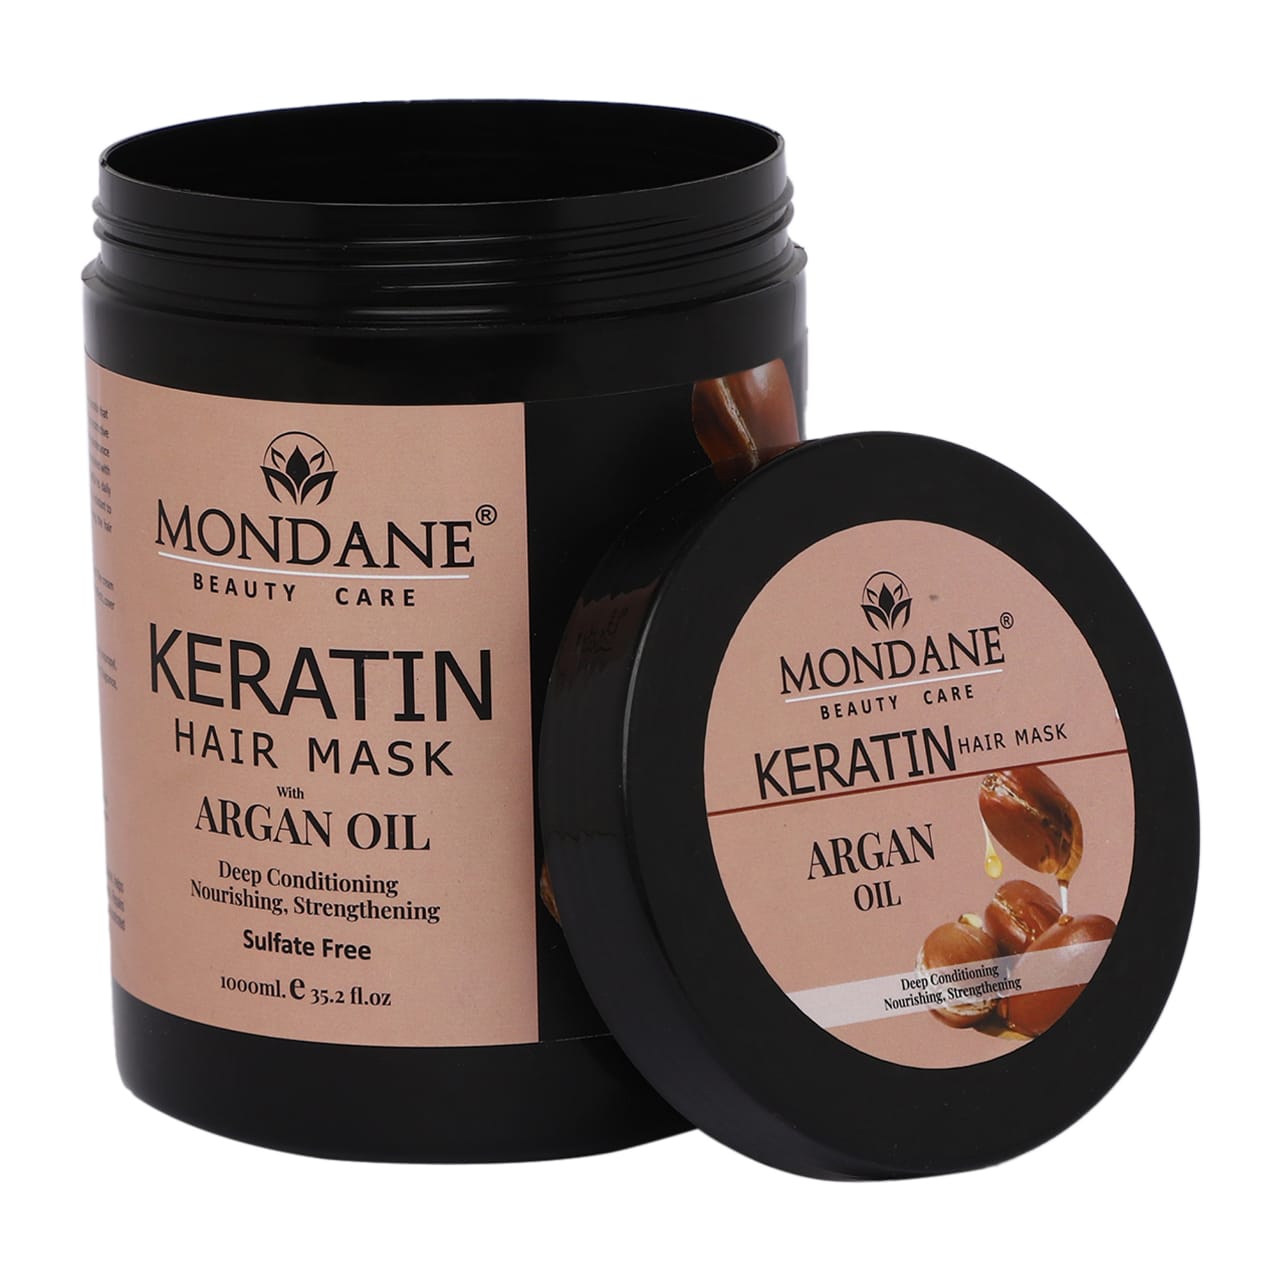 MONDANE®
BEAUTY CARE
KERATIN
HAIR MASK
With
ARGAN OIL
Deep Conditioning
Nourishing, Strengthening
Sulfate Free
1000ml. e 35.2 fl.oz
MONDANE®
BEAUTY CARE
KERATIN HAIR MASK
ARGAN
OIL
Deep Conditioning
Nourishing, Strengthening